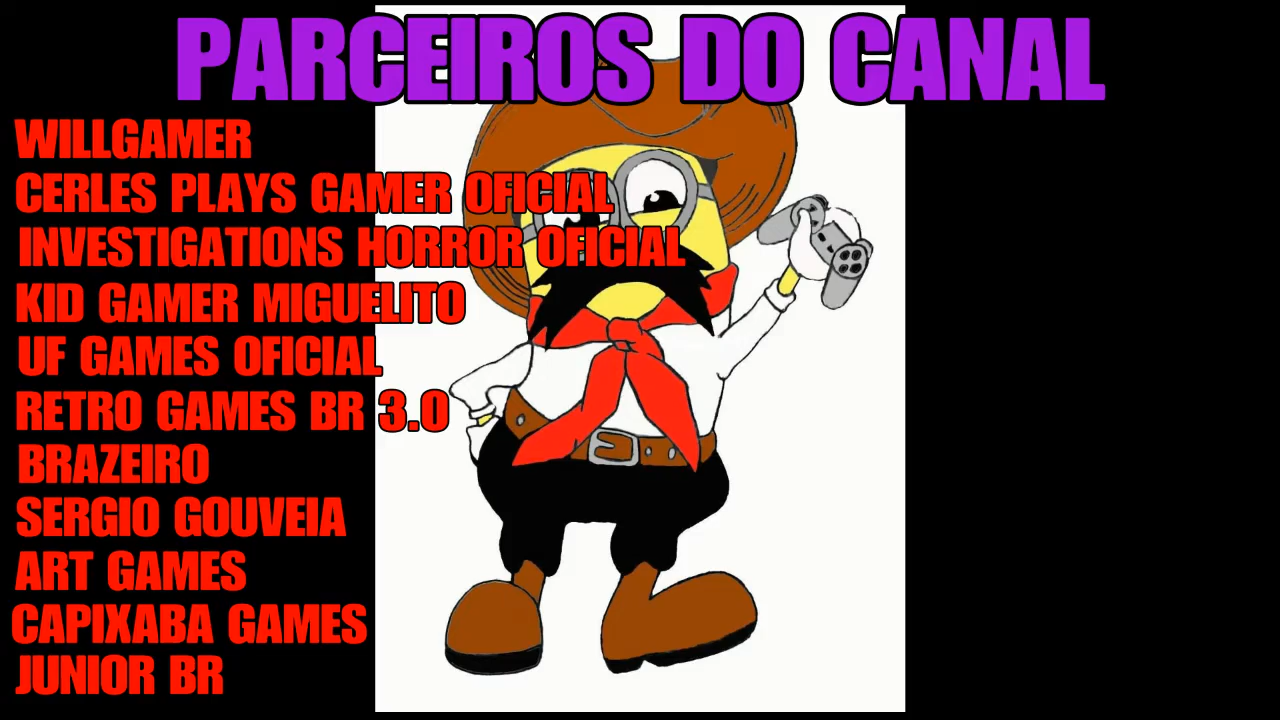 PARCEIROS DO CANAL
WILLGAMER
CERLES PLAYS GAMER OFICIAL
INVESTIGATIONS HORROR OFICIAL
KID GAMER MIGUELITO
UF GAMES OFICIAL
RETRO GAMES BR 3.0
BRAZEIRO
SERGIO GOUVEIA
ART GAMES
CAPIXABA GAMES
JUNIOR BR